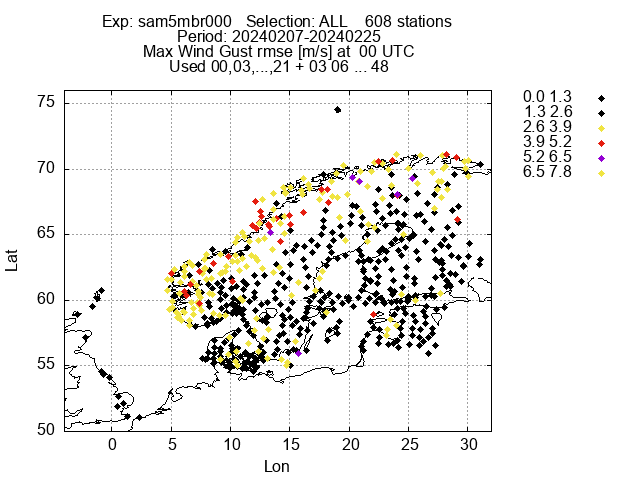 Exp: sam5mbr000 Selection: ALL 608 stations
Period: 20240207-20240225
Max Wind Gust rmse [m/s] at 00 UTC
Used 00,03,...,21 + 03 06 ... 48
0.0 1.3
1.3 2.6
2.6 3.9
3.9 5.2
5.2 6.5
6.5 7.8
75
70
65
60
55
50
Lat
0 5 10 15 20 25 30
Lon